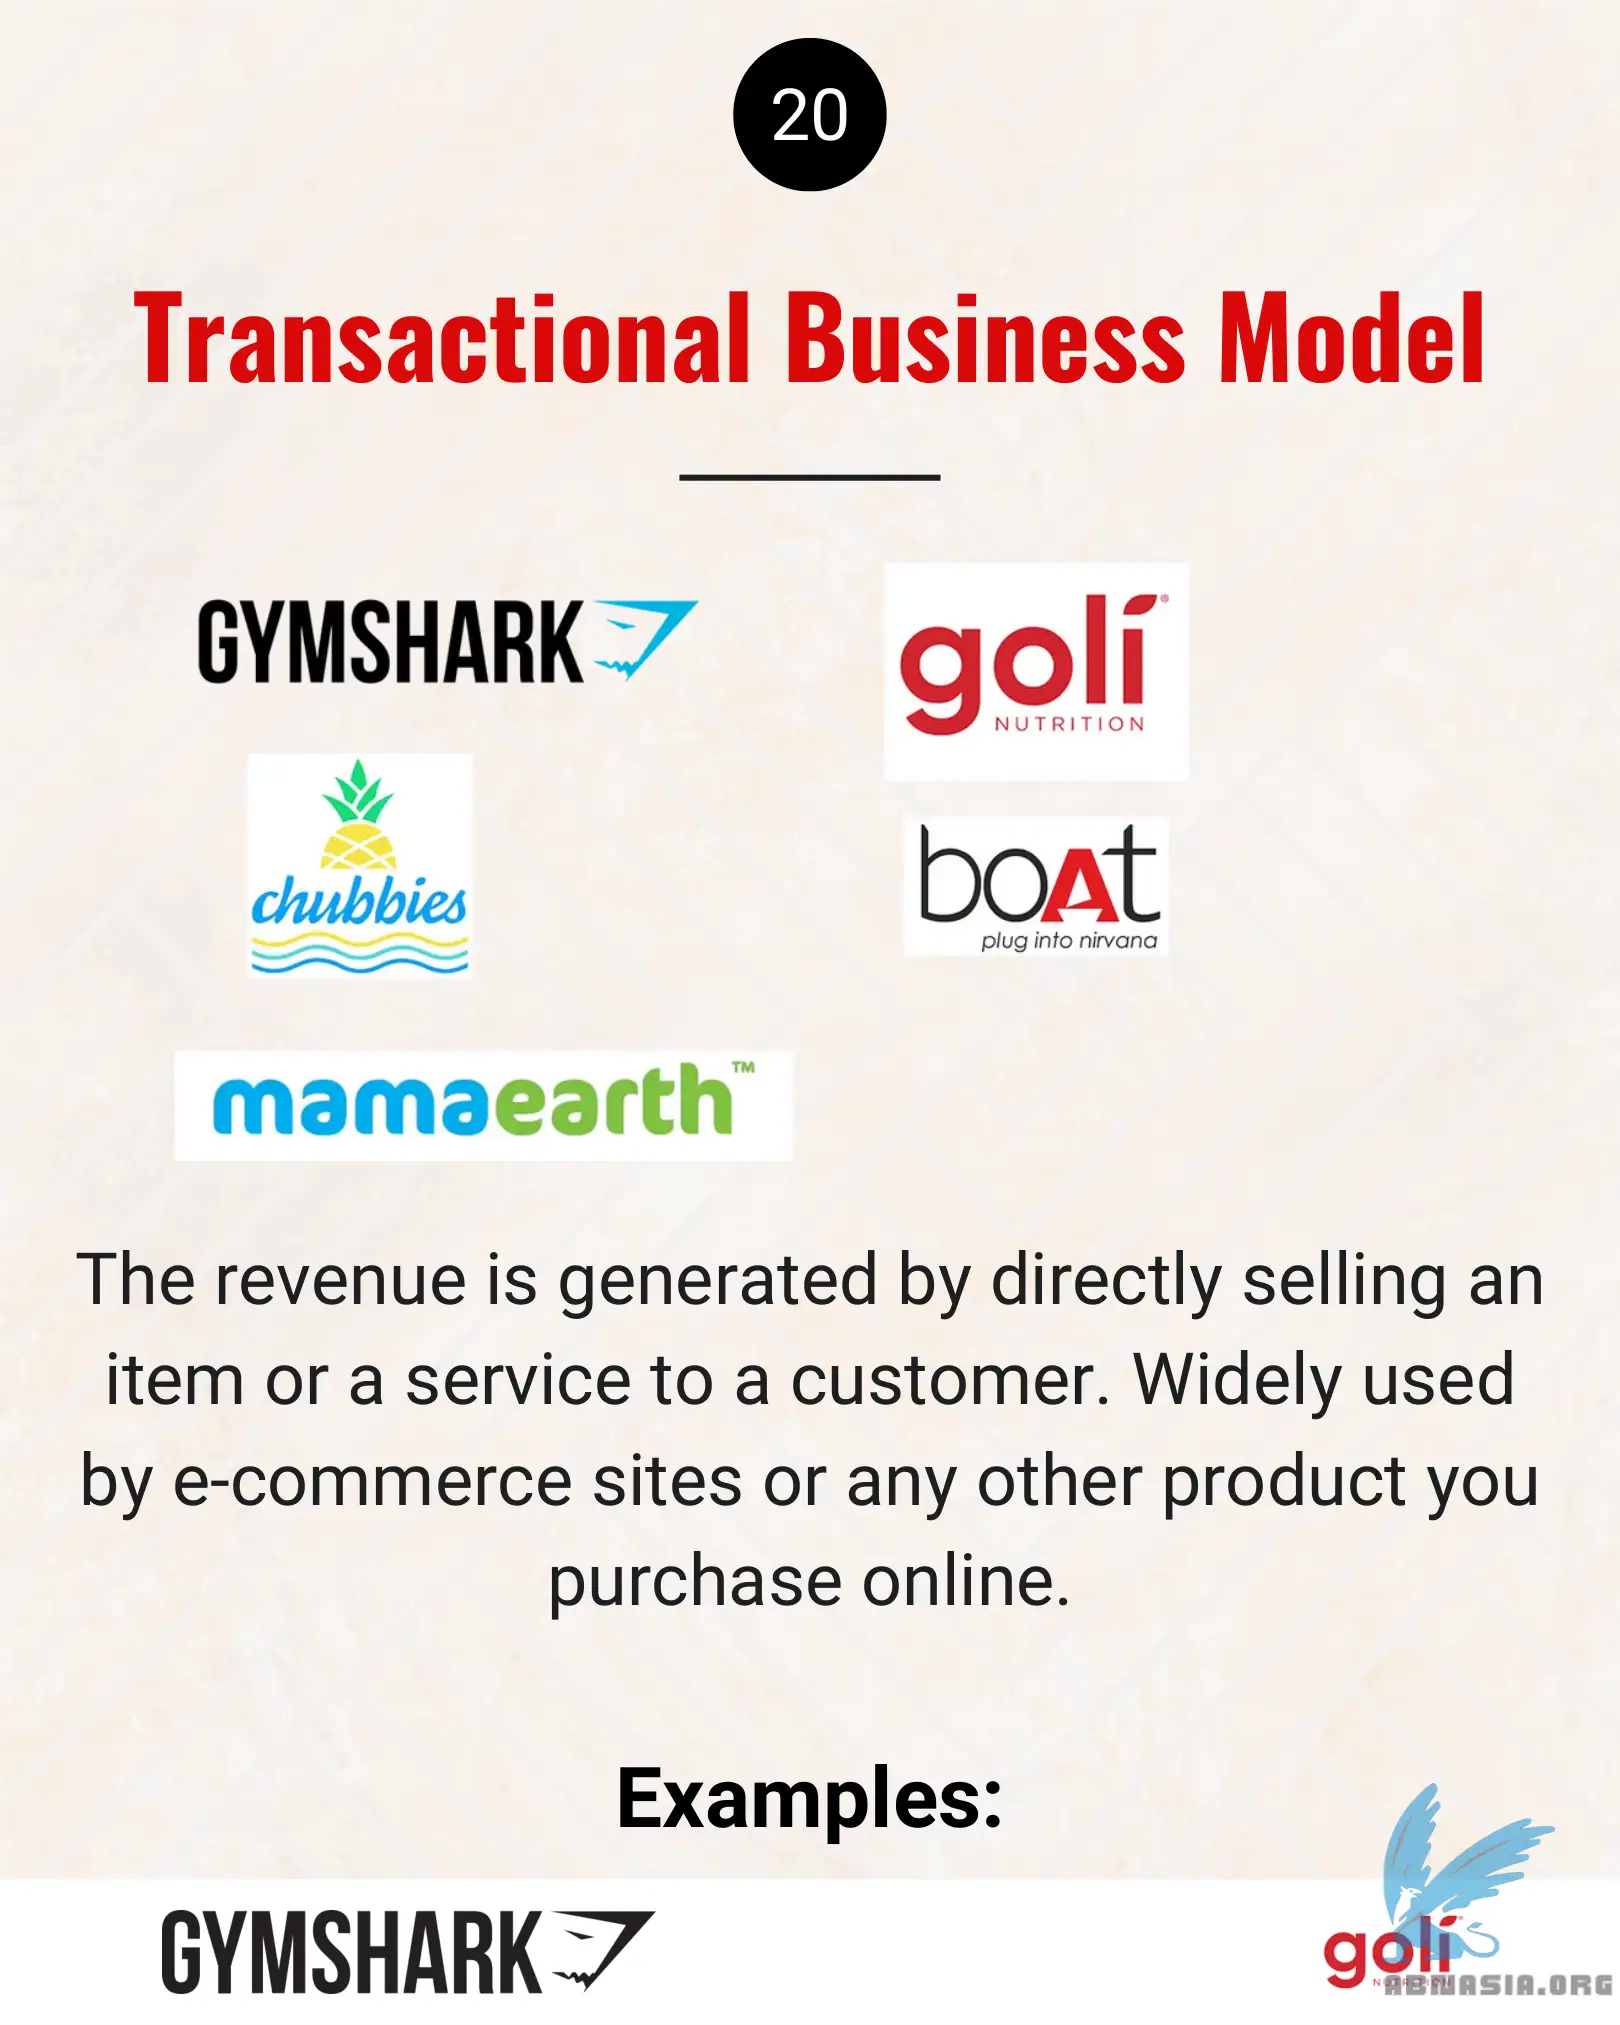 20
Transactional Business Model
GYMSHARK
goli®
NUTRITION
chubbies
boAt
plug into nirvana
mamaearth™
The revenue is generated by directly selling an
item or a service to a customer. Widely used
by e-commerce sites or any other product you
purchase online.
Examples:
GYMSHARK
goli
NUTRITION
ABNASIA.ORG